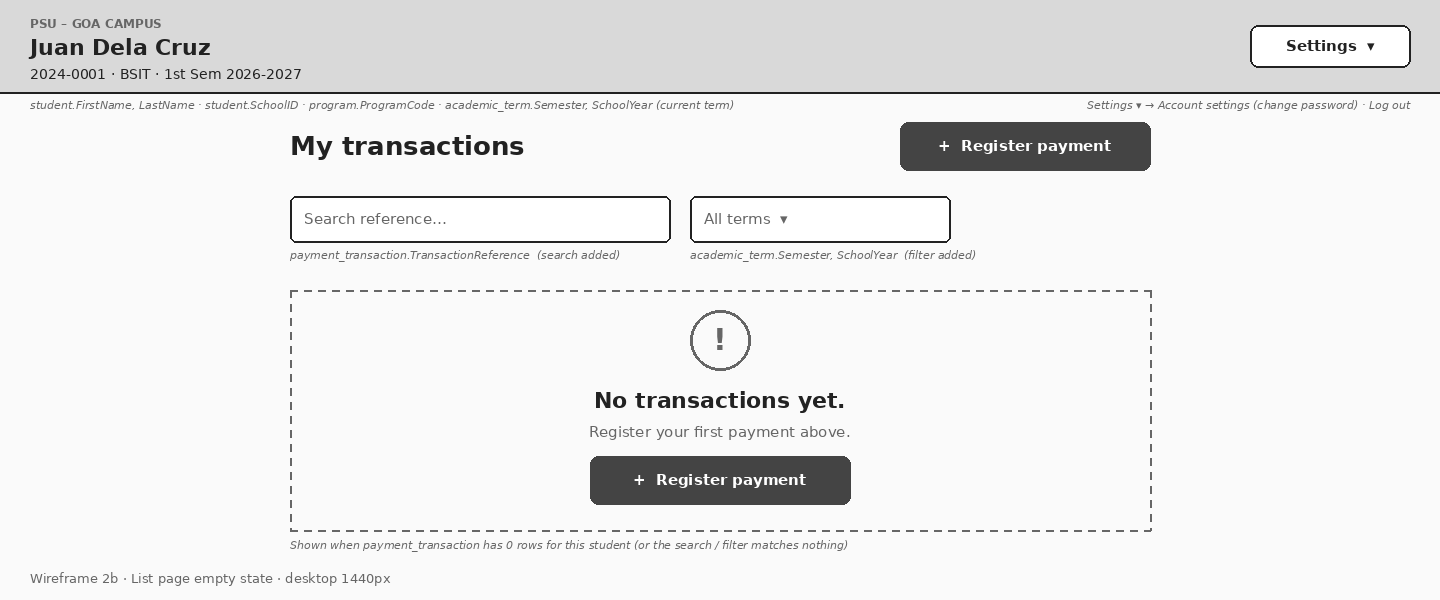 PSU – GOA CAMPUS
Juan Dela Cruz
2024-0001 · BSIT · 1st Sem 2026-2027
Settings ▾
student.FirstName, LastName · student.SchoolID · program.ProgramCode · academic_term.Semester, SchoolYear (current term)
Settings ▾ → Account settings (change password) · Log out
My transactions
+ Register payment
Search reference...
All terms ▾
payment_transaction.TransactionReference (search added)
academic_term.Semester, SchoolYear (filter added)
!
No transactions yet.
Register your first payment above.
+ Register payment
Shown when payment_transaction has 0 rows for this student (or the search / filter matches nothing)
Wireframe 2b · List page empty state · desktop 1440px